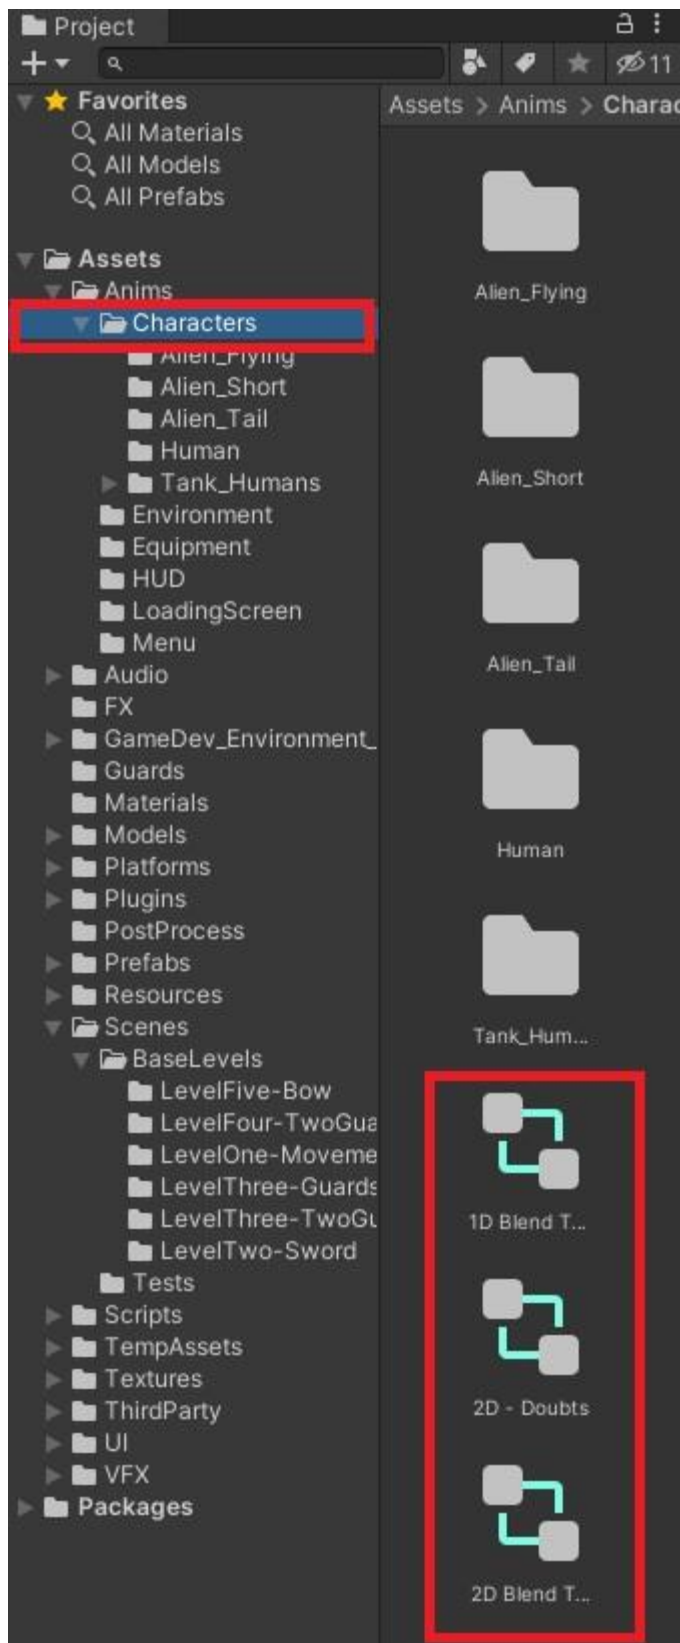 Project
11
Favorites
All Materials
All Models
All Prefabs
Assets
Anims
Characters
Alien_Flying
Alien_Short
Alien_Tail
Human
Tank_Humans
Environment
Equipment
HUD
LoadingScreen
Menu
Audio
FX
GameDev_Environment_
Guards
Materials
Models
Platforms
Plugins
PostProcess
Prefabs
Resources
Scenes
BaseLevels
LevelFive-Bow
LevelFour-TwoGua
LevelOne-Moveme
LevelThree-Guards
LevelThree-TwoGu
LevelTwo-Sword
Tests
Scripts
TempAssets
Textures
ThirdParty
UI
VFX
Packages
Assets > Anims > Charac
Alien_Flying
Alien_Short
Alien_Tail
Human
Tank_Hum...
1D Blend T...
2D - Doubts
2D Blend T...